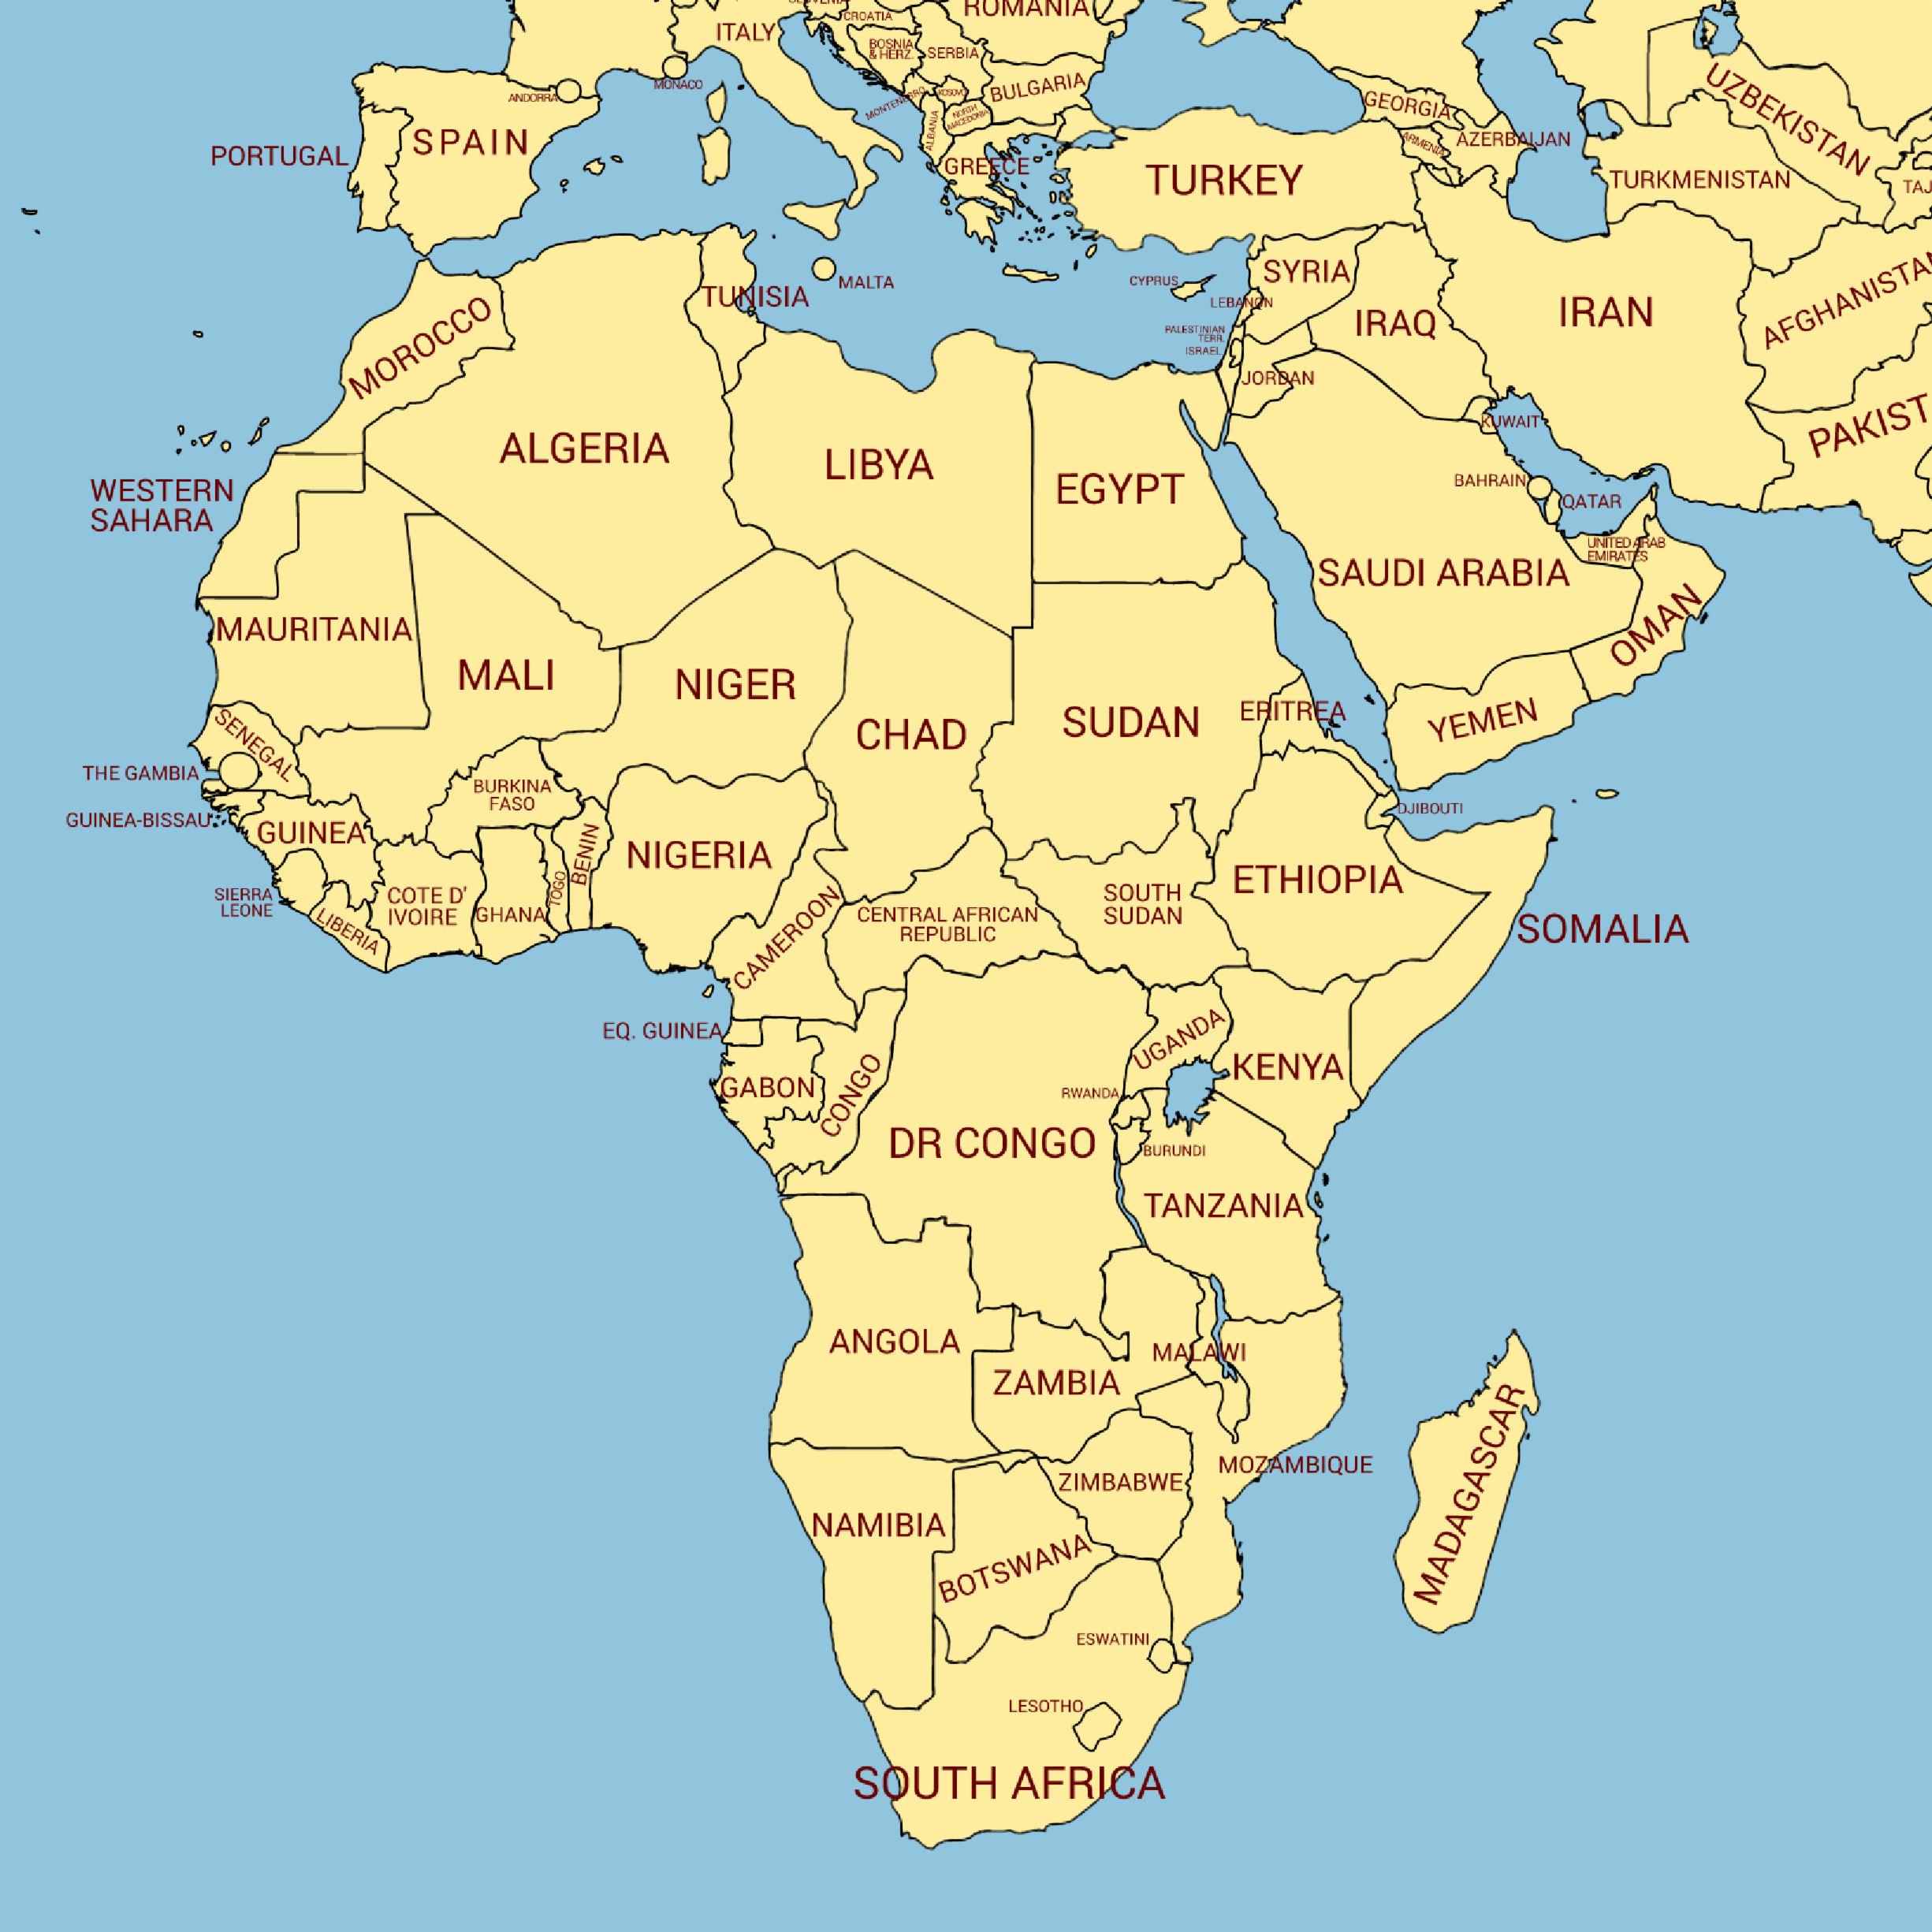 SLOVENIA
CROATIA
ROMANIA
ITALY
BOSNIA
& HERZ.
SERBIA
MONACO
ANDORRA
MONTENEGRO
KOSOVO
BULGARIA
NORTH
MACEDONIA
ALBANIA
GREECE
GEORGIA
ARMENIA
AZERBAIJAN
UZBEKISTAN
TURKMENISTAN
TAJ
PORTUGAL
SPAIN
TURKEY
MALTA
CYPRUS
SYRIA
LEBANON
PALESTINIAN
TERR.
ISRAEL
JORDAN
IRAQ
IRAN
AFGHANISTAN
PAKIST
KUWAIT
BAHRAIN
QATAR
UNITED ARAB
EMIRATES
SAUDI ARABIA
OMAN
YEMEN
TUNISIA
MOROCCO
ALGERIA
LIBYA
EGYPT
WESTERN
SAHARA
MAURITANIA
MALI
NIGER
CHAD
SUDAN
ERITREA
SENEGAL
THE GAMBIA
GUINEA-BISSAU
GUINEA
BURKINA
FASO
BENIN
TOGO
NIGERIA
DJIBOUTI
ETHIOPIA
SOMALIA
SIERRA
LEONE
LIBERIA
COTE D'
IVOIRE
GHANA
CAMEROON
CENTRAL AFRICAN
REPUBLIC
SOUTH
SUDAN
EQ. GUINEA
GABON
CONGO
DR CONGO
UGANDA
KENYA
RWANDA
BURUNDI
TANZANIA
ANGOLA
ZAMBIA
MALAWI
MOZAMBIQUE
MADAGASCAR
ZIMBABWE
NAMIBIA
BOTSWANA
ESWATINI
LESOTHO
SOUTH AFRICA